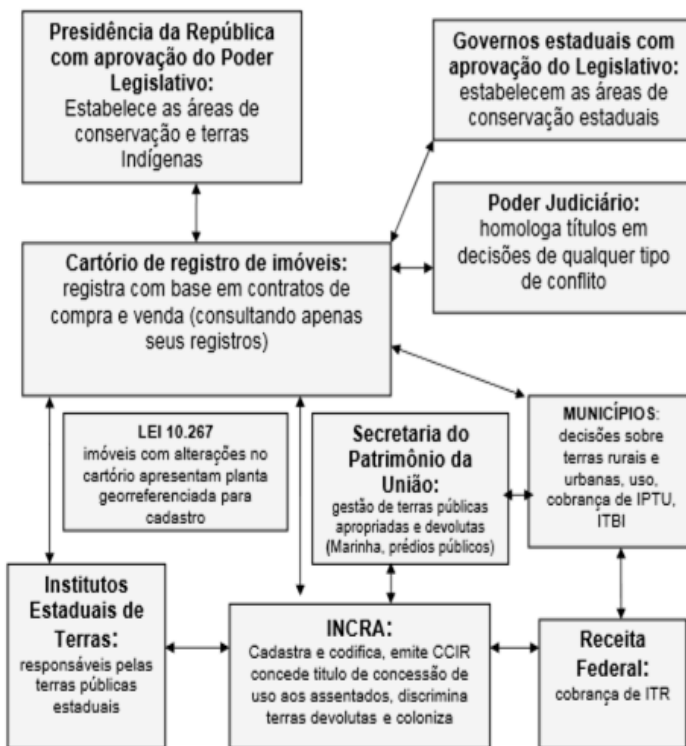 Presidência da República
com aprovação do Poder
Legislativo:
Estabelece as áreas de
conservação e terras
Indígenas
Governos estaduais com
aprovação do Legislativo:
estabelecem as áreas de
conservação estaduais
Poder Judiciário:
homologa títulos em
decisões de qualquer tipo
de conflito
Cartório de registro de imóveis:
registra com base em contratos de
compra e venda (consultando apenas
seus registros)
LEI 10.267
imóveis com alterações no
cartório apresentam planta
georreferenciada para
cadastro
Secretaria do
Patrimônio da
União:
gestão de terras públicas
apropriadas e devolutas
(Marinha, prédios públicos)
MUNICÍPIOS:
decisões sobre
terras rurais e
urbanas, uso,
cobrança de IPTU,
ITBI
Institutos
Estaduais de
Terras:
responsáveis pelas
terras públicas
estaduais
INCRA:
Cadastra e codifica, emite CCIR
concede titulo de concessão de
uso aos assentados, discrimina
terras devolutas e coloniza
Receita
Federal:
cobrança de ITR